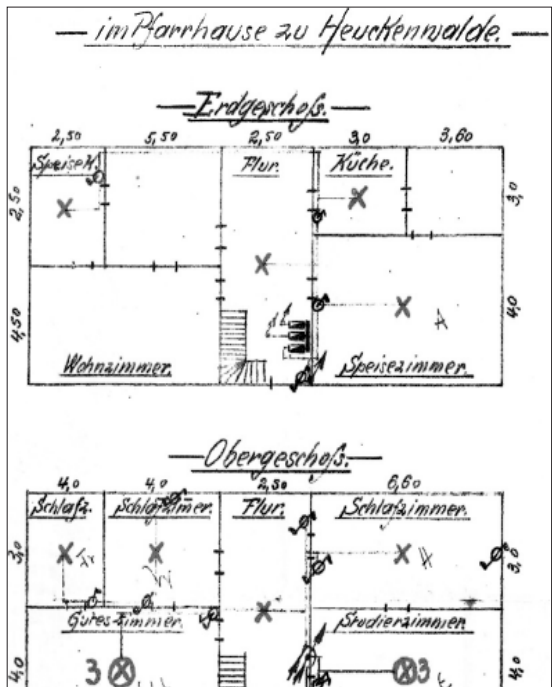 im Pfarrhause zu Heuckenwalde.
Erdgeschoß.
2,50 5,50 2,50 3,0 3,60
Speisek. Flur. Küche.
2,50 3,0
4,50 4,0
Wohnzimmer. Speisezimmer.
Obergeschoß.
4,0 4,0 2,50 6,60
Schlafz. Schlafzimmer. Flur. Schlafzimmer.
3,0 3,0
Gutes zimmer. Studierzimmer.
4,0 3 3 4,0